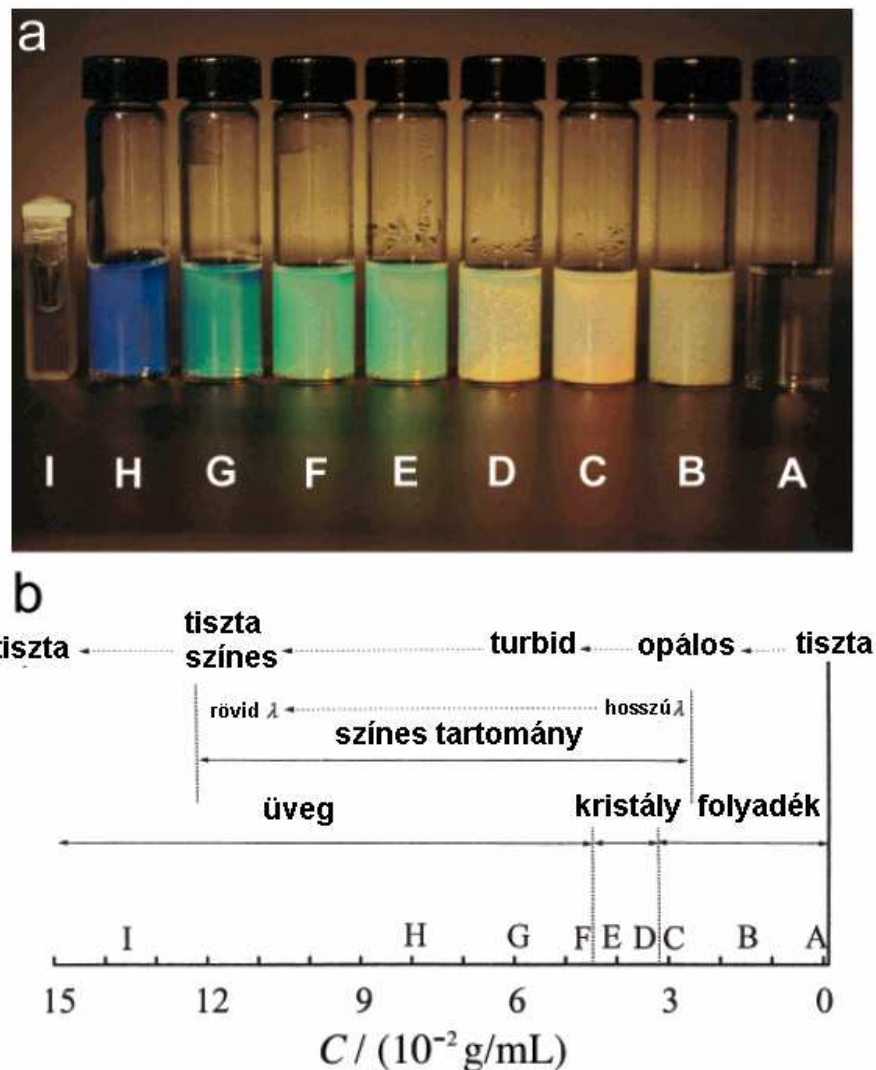 a
I H G F E D C B A
b
tiszta tiszta színes turbid opálos tiszta
rövid λ hosszú λ
színes tartomány
üveg kristály folyadék
I H G F E D C B A
15 12 9 6 3 0
C / (10⁻² g/mL)